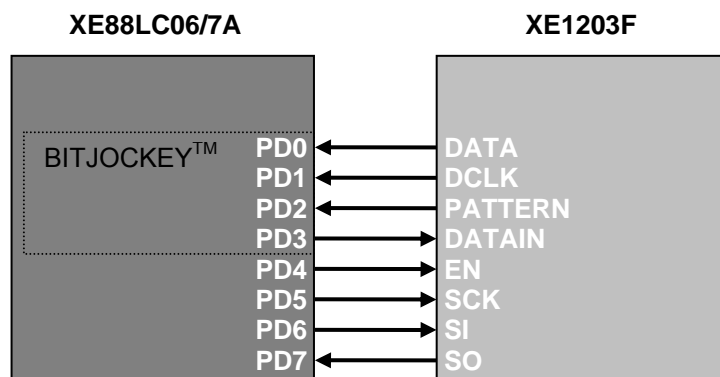 XE88LC06/7A XE1203F
BITJOCKEY™
PD0 DATA
PD1 DCLK
PD2 PATTERN
PD3 DATAIN
PD4 EN
PD5 SCK
PD6 SI
PD7 SO